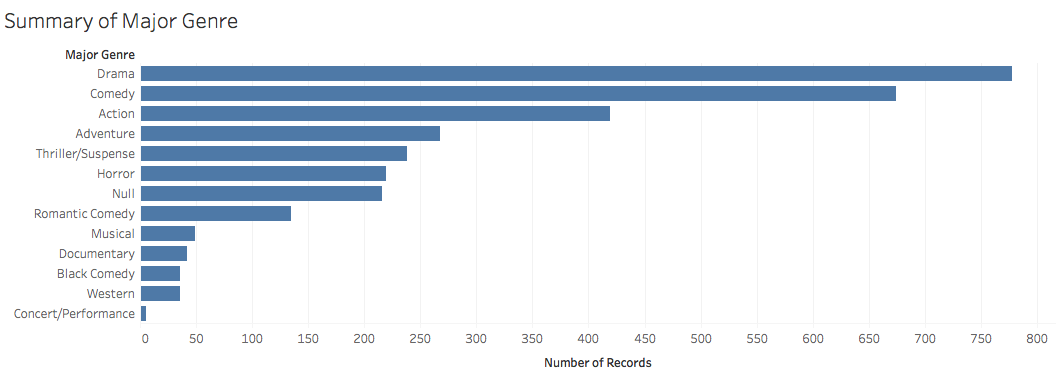 Summary of Major Genre
Major Genre
Drama
Comedy
Action
Adventure
Thriller/Suspense
Horror
Null
Romantic Comedy
Musical
Documentary
Black Comedy
Western
Concert/Performance
0 50 100 150 200 250 300 350 400 450 500 550 600 650 700 750 800
Number of Records